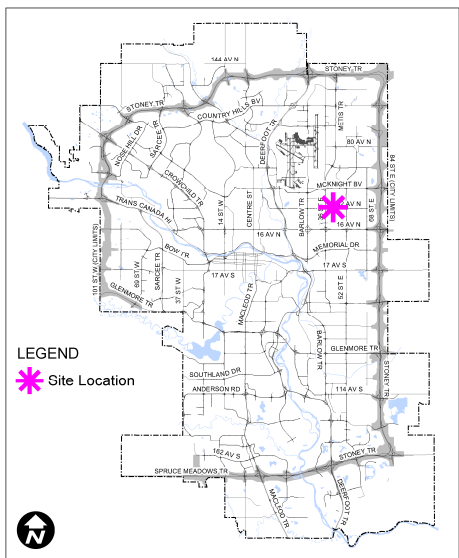 144 AV N
STONEY TR
STONEY TR
COUNTRY HILLS BV
METIS TR
SARCEE TR
NOSE HILL DR
DEERFOOT TR
80 AV N
CROWCHILD TR
MCKNIGHT BV
84 ST E (CITY LIMITS)
TRANS CANADA HI
14 ST W
CENTRE ST
BARLOW TR
36 ST E
AV N
68 ST E
16 AV N
16 AV N
101 ST W (CITY LIMITS)
BOW TR
MEMORIAL DR
69 ST W
SARCEE TR
37 ST W
17 AV S
17 AV S
GLENMORE TR
MACLEOD TR
52 ST E
BARLOW TR
GLENMORE TR
STONEY TR
LEGEND
Site Location
SOUTHLAND DR
ANDERSON RD
114 AV S
162 AV S
STONEY TR
SPRUCE MEADOWS TR
MACLEOD TR
DEERFOOT TR
N